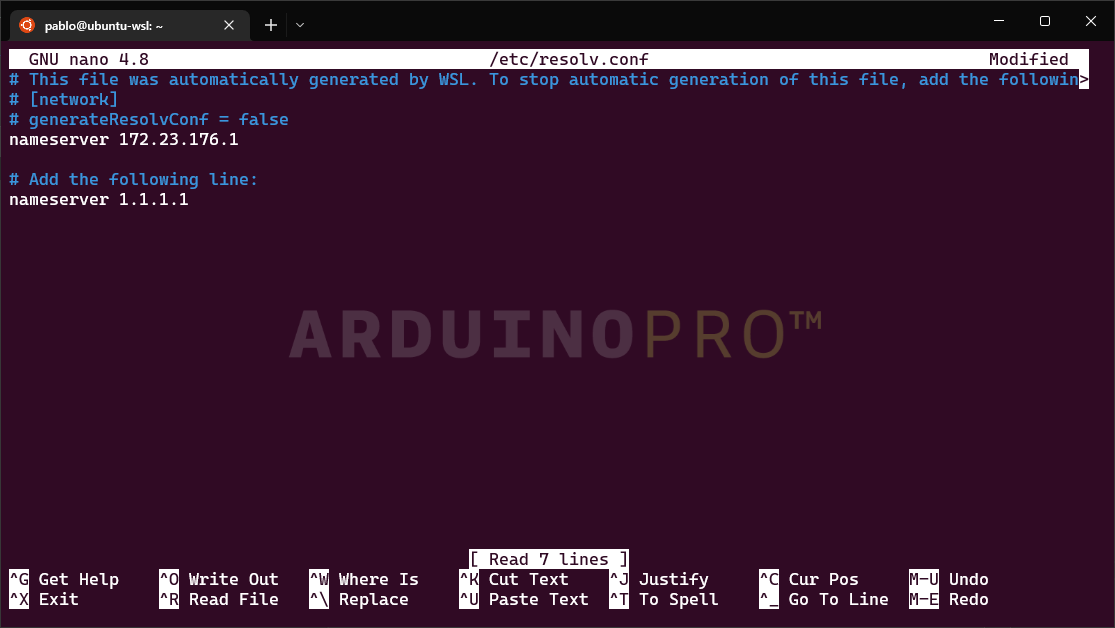 pablo@ubuntu-wsl: ~
GNU nano 4.8 /etc/resolv.conf Modified
# This file was automatically generated by WSL. To stop automatic generation of this file, add the followin>
# [network]
# generateResolvConf = false
nameserver 172.23.176.1
# Add the following line:
nameserver 1.1.1.1
ARDUINO PRO™
[ Read 7 lines ]
^G Get Help ^O Write Out ^W Where Is ^K Cut Text ^J Justify ^C Cur Pos M-U Undo
^X Exit ^R Read File ^\ Replace ^U Paste Text ^T To Spell ^_ Go To Line M-E Redo